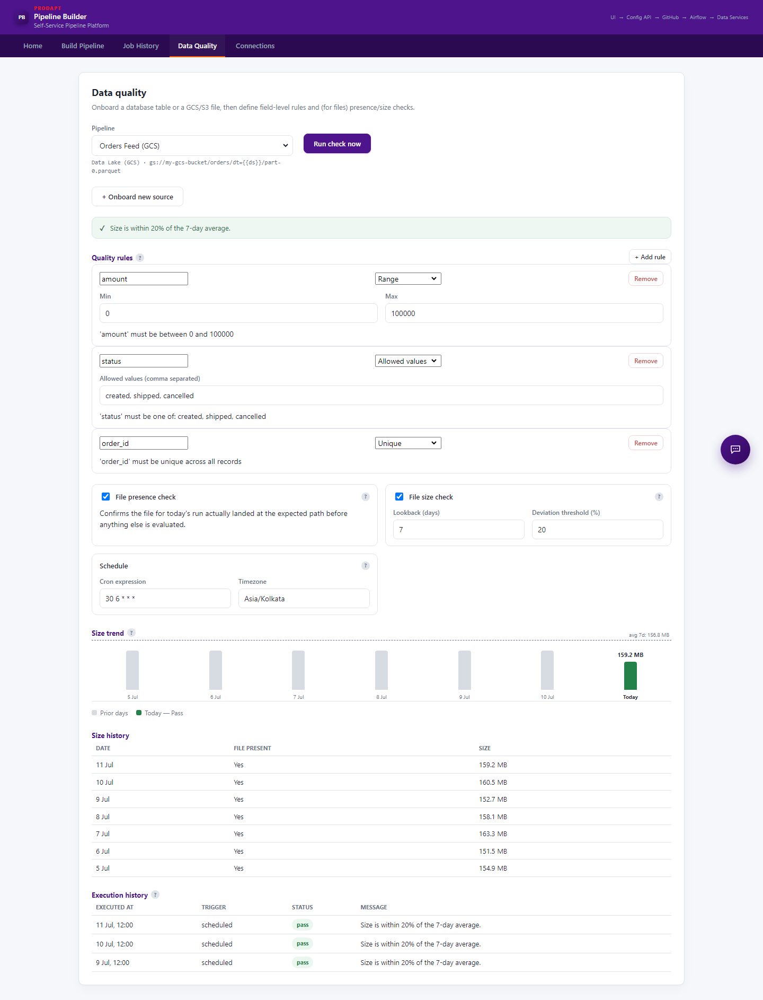 PRODAPT
PB
Pipeline Builder
Self-Service Pipeline Platform
UI → Config API → GitHub → Airflow → Data Services
Home
Build Pipeline
Job History
Data Quality
Connections
Data quality
Onboard a database table or a GCS/S3 file, then define field-level rules and (for files) presence/size checks.
Pipeline
Orders Feed (GCS)
Run check now
Data Lake (GCS) · gs://my-gcs-bucket/orders/dt={{ds}}/part-
0.parquet
+ Onboard new source
✓ Size is within 20% of the 7-day average.
Quality rules ?
+ Add rule
amount
Range
Remove
Min
Max
0
100000
'amount' must be between 0 and 100000
status
Allowed values
Remove
Allowed values (comma separated)
created, shipped, cancelled
'status' must be one of: created, shipped, cancelled
order_id
Unique
Remove
'order_id' must be unique across all records
File presence check ?
Confirms the file for today's run actually landed at the expected path before
anything else is evaluated.
File size check ?
Lookback (days)
Deviation threshold (%)
7
20
Schedule ?
Cron expression
Timezone
30 6 * * *
Asia/Kolkata
Size trend ?
avg 7d: 156.8 MB
159.2 MB
5 Jul
6 Jul
7 Jul
8 Jul
9 Jul
10 Jul
Today
Prior days
Today — Pass
Size history
DATE FILE PRESENT SIZE
11 Jul Yes 159.2 MB
10 Jul Yes 160.5 MB
9 Jul Yes 152.7 MB
8 Jul Yes 158.1 MB
7 Jul Yes 163.3 MB
6 Jul Yes 151.5 MB
5 Jul Yes 154.9 MB
Execution history ?
EXECUTED AT TRIGGER STATUS MESSAGE
11 Jul, 12:00 scheduled pass Size is within 20% of the 7-day average.
10 Jul, 12:00 scheduled pass Size is within 20% of the 7-day average.
9 Jul, 12:00 scheduled pass Size is within 20% of the 7-day average.